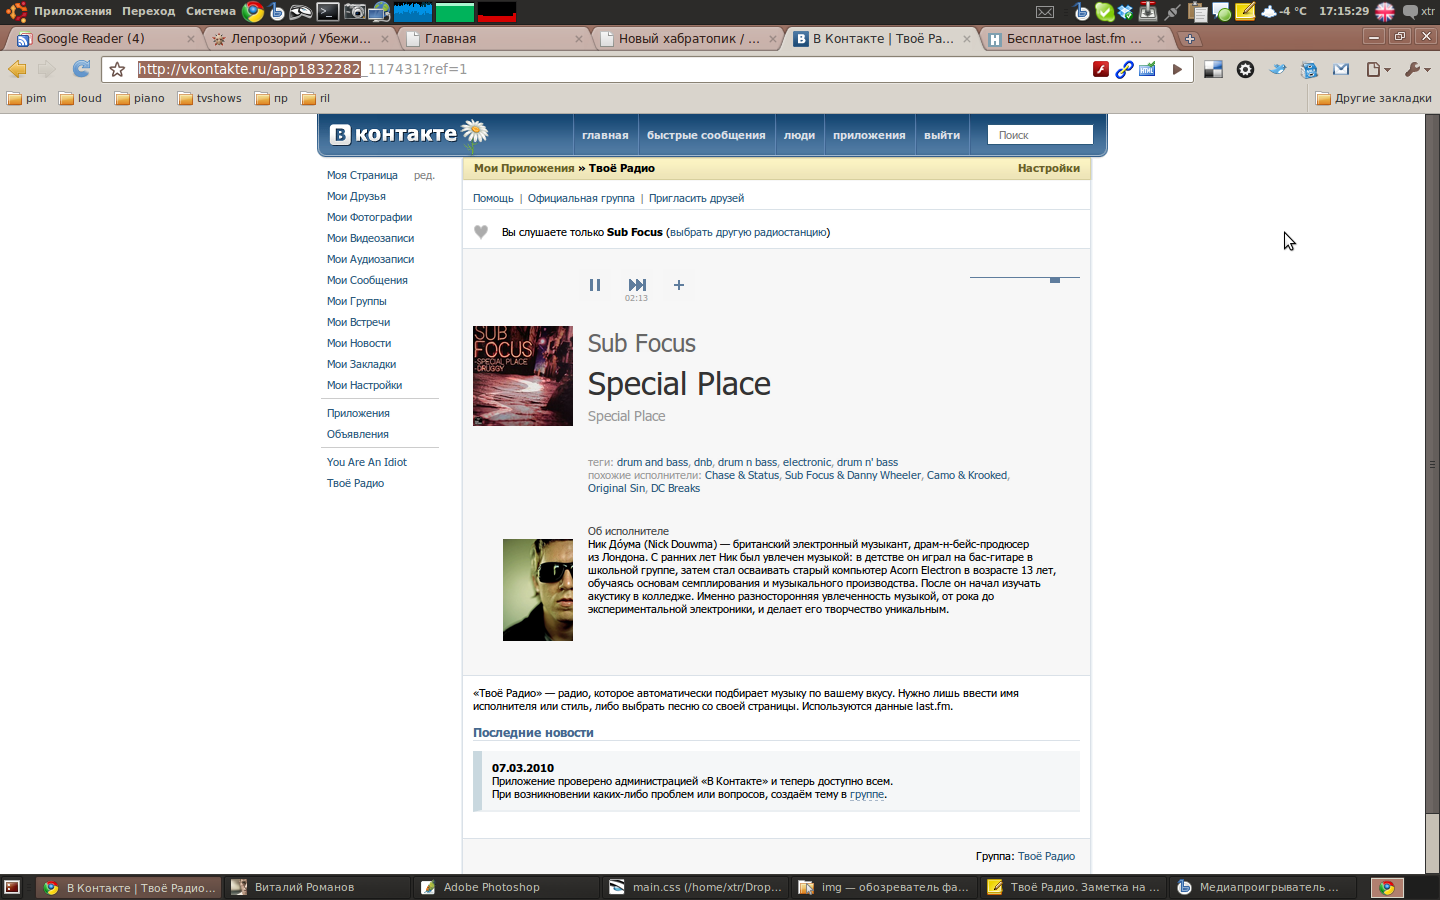 Приложения Переход Система
-4 °C 17:15:29 xtr
Google Reader (4)
Лепрозорий / Убежи...
Главная
Новый хабратопик / ...
В Контакте | Твоё Ра...
Бесплатное last.fm ...
http://vkontakte.ru/app1832282_117431?ref=1
pim loud piano tvshows пр ril
Другие закладки
В контакте
главная быстрые сообщения люди приложения выйти Поиск
Моя Страница ред.
Мои Друзья
Мои Фотографии
Мои Видеозаписи
Мои Аудиозаписи
Мои Сообщения
Мои Группы
Мои Встречи
Мои Новости
Мои Закладки
Мои Настройки
Приложения
Объявления
You Are An Idiot
Твоё Радио
Мои Приложения » Твоё Радио
Настройки
Помощь | Официальная группа | Пригласить друзей
Вы слушаете только Sub Focus (выбрать другую радиостанцию)
02:13
SUB
FOCUS
-SPECIAL PLACE
-DRUGGY
Sub Focus
Special Place
Special Place
теги: drum and bass, dnb, drum n bass, electronic, drum n' bass
похожие исполнители: Chase & Status, Sub Focus & Danny Wheeler, Camo & Krooked,
Original Sin, DC Breaks
Об исполнителе
Ник До́ума (Nick Douwma) — британский электронный музыкант, драм-н-бейс-продюсер
из Лондона. С ранних лет Ник был увлечен музыкой: в детстве он играл на бас-гитаре в
школьной группе, затем стал осваивать старый компьютер Acorn Electron в возрасте 13 лет,
обучаясь основам семплирования и музыкального производства. После он начал изучать
акустику в колледже. Именно разносторонняя увлеченность музыкой, от рока до
экспериментальной электроники, и делает его творчество уникальным.
«Твоё Радио» — радио, которое автоматически подбирает музыку по вашему вкусу. Нужно лишь ввести имя
исполнителя или стиль, либо выбрать песню со своей страницы. Используются данные last.fm.
Последние новости
07.03.2010
Приложение проверено администрацией «В Контакте» и теперь доступно всем.
При возникновении каких-либо проблем или вопросов, создаём тему в группе.
Группа: Твоё Радио
В Контакте | Твоё Радио...
Виталий Романов
Adobe Photoshop
main.css (/home/xtr/Drop...
img — обозреватель фа...
Твоё Радио. Заметка на ...
Медиапроигрыватель ...